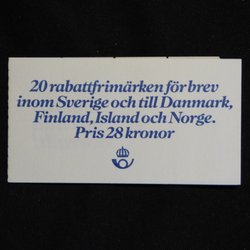 20 rabattfrimärken för brev
inom Sverige och till Danmark,
Finland, Island och Norge.
Pris 28 kronor